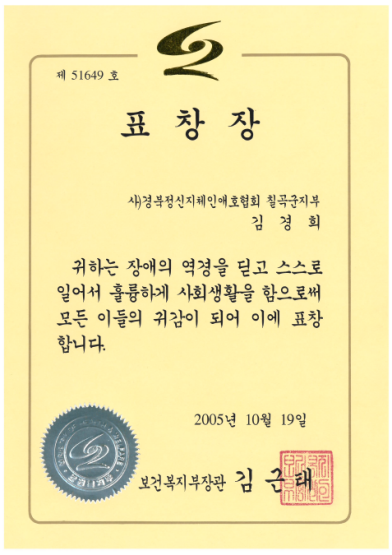 제 51649 호
표창장
사)경북정신지체인애호협회 칠곡군지부
김경희
귀하는 장애의 역경을 딛고 스스로
일어서 훌륭하게 사회생활을 함으로써
모든 이들의 귀감이 되어 이에 표창
합니다.
2005년 10월 19일
보건복지부장관 김근태